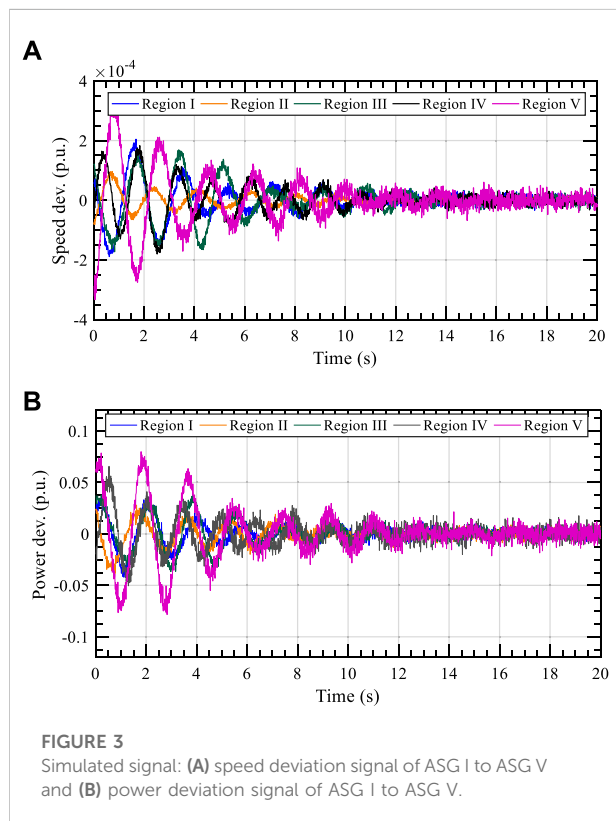 A
×10⁻⁴
Region I Region II Region III Region IV Region V
4
2
0
-2
-4
Speed dev. (p.u.)
0 2 4 6 8 10 12 14 16 18 20
Time (s)
B
Region I Region II Region III Region IV Region V
0.1
0.05
0
-0.05
-0.1
Power dev. (p.u.)
0 2 4 6 8 10 12 14 16 18 20
Time (s)
FIGURE 3
Simulated signal: (A) speed deviation signal of ASG I to ASG V
and (B) power deviation signal of ASG I to ASG V.